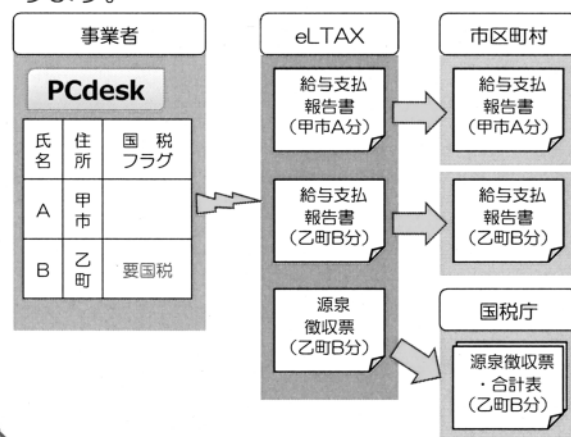 事業者
eLTAX
市区町村
PCdesk
氏名
住所
国税
フラグ
A
甲市
B
乙町
要国税
給与支払
報告書
(甲市A分)
給与支払
報告書
(乙町B分)
源泉
徴収票
(乙町B分)
給与支払
報告書
(甲市A分)
給与支払
報告書
(乙町B分)
国税庁
源泉徴収票
・合計表
(乙町B分)